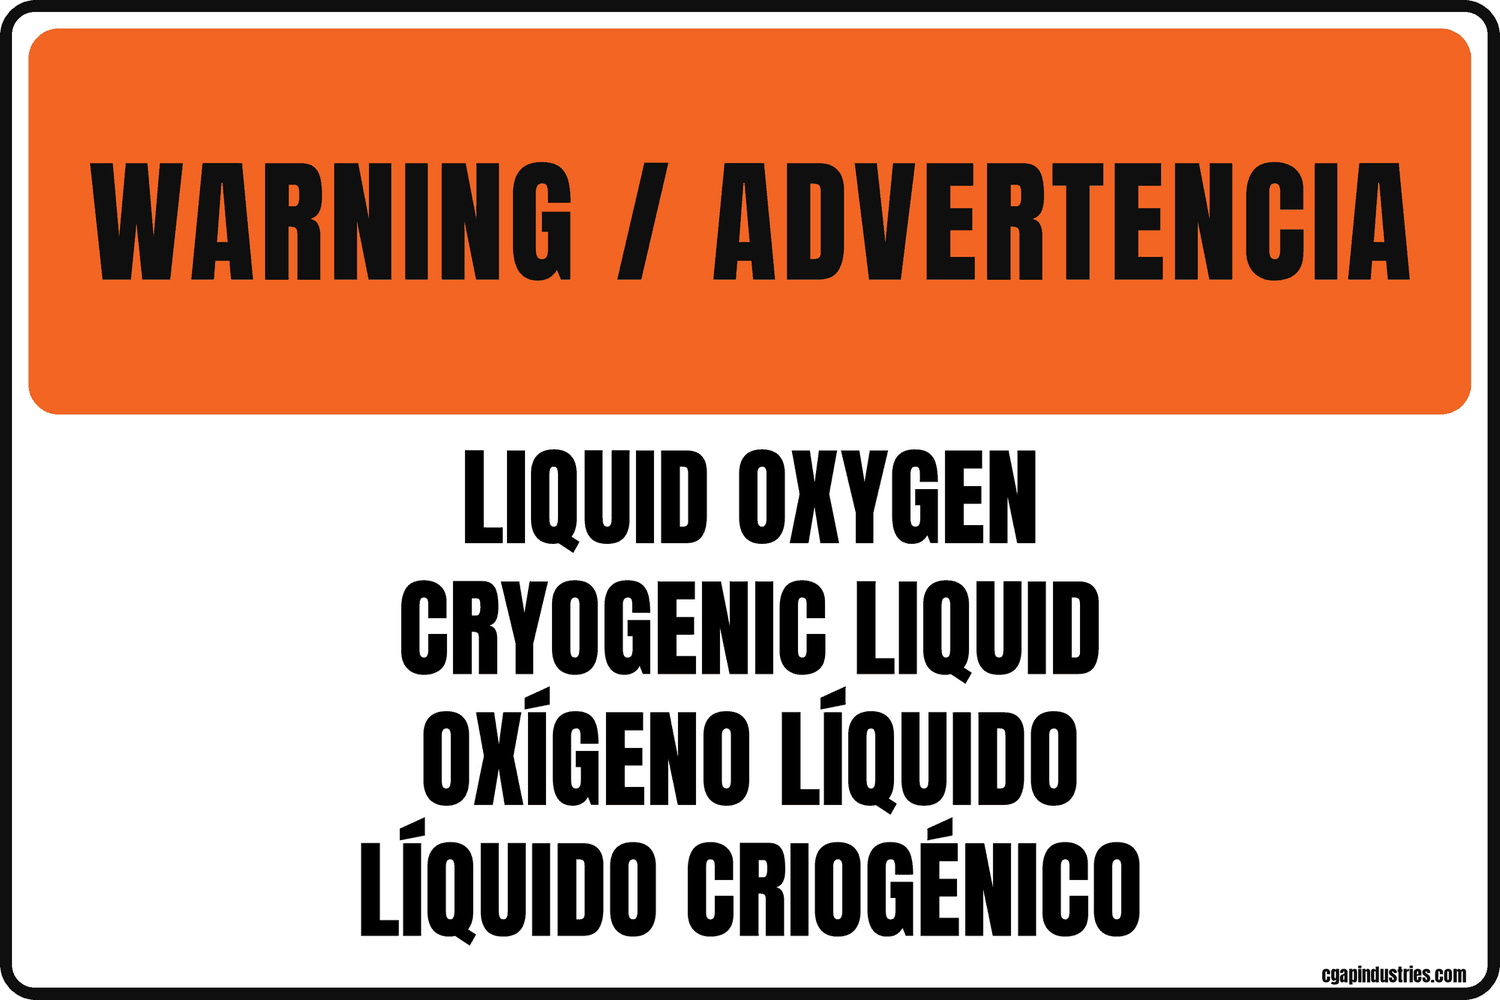 WARNING / ADVERTENCIA
LIQUID OXYGEN
CRYOGENIC LIQUID
OXÍGENO LÍQUIDO
LÍQUIDO CRIOGÉNICO
cgapindustries.com